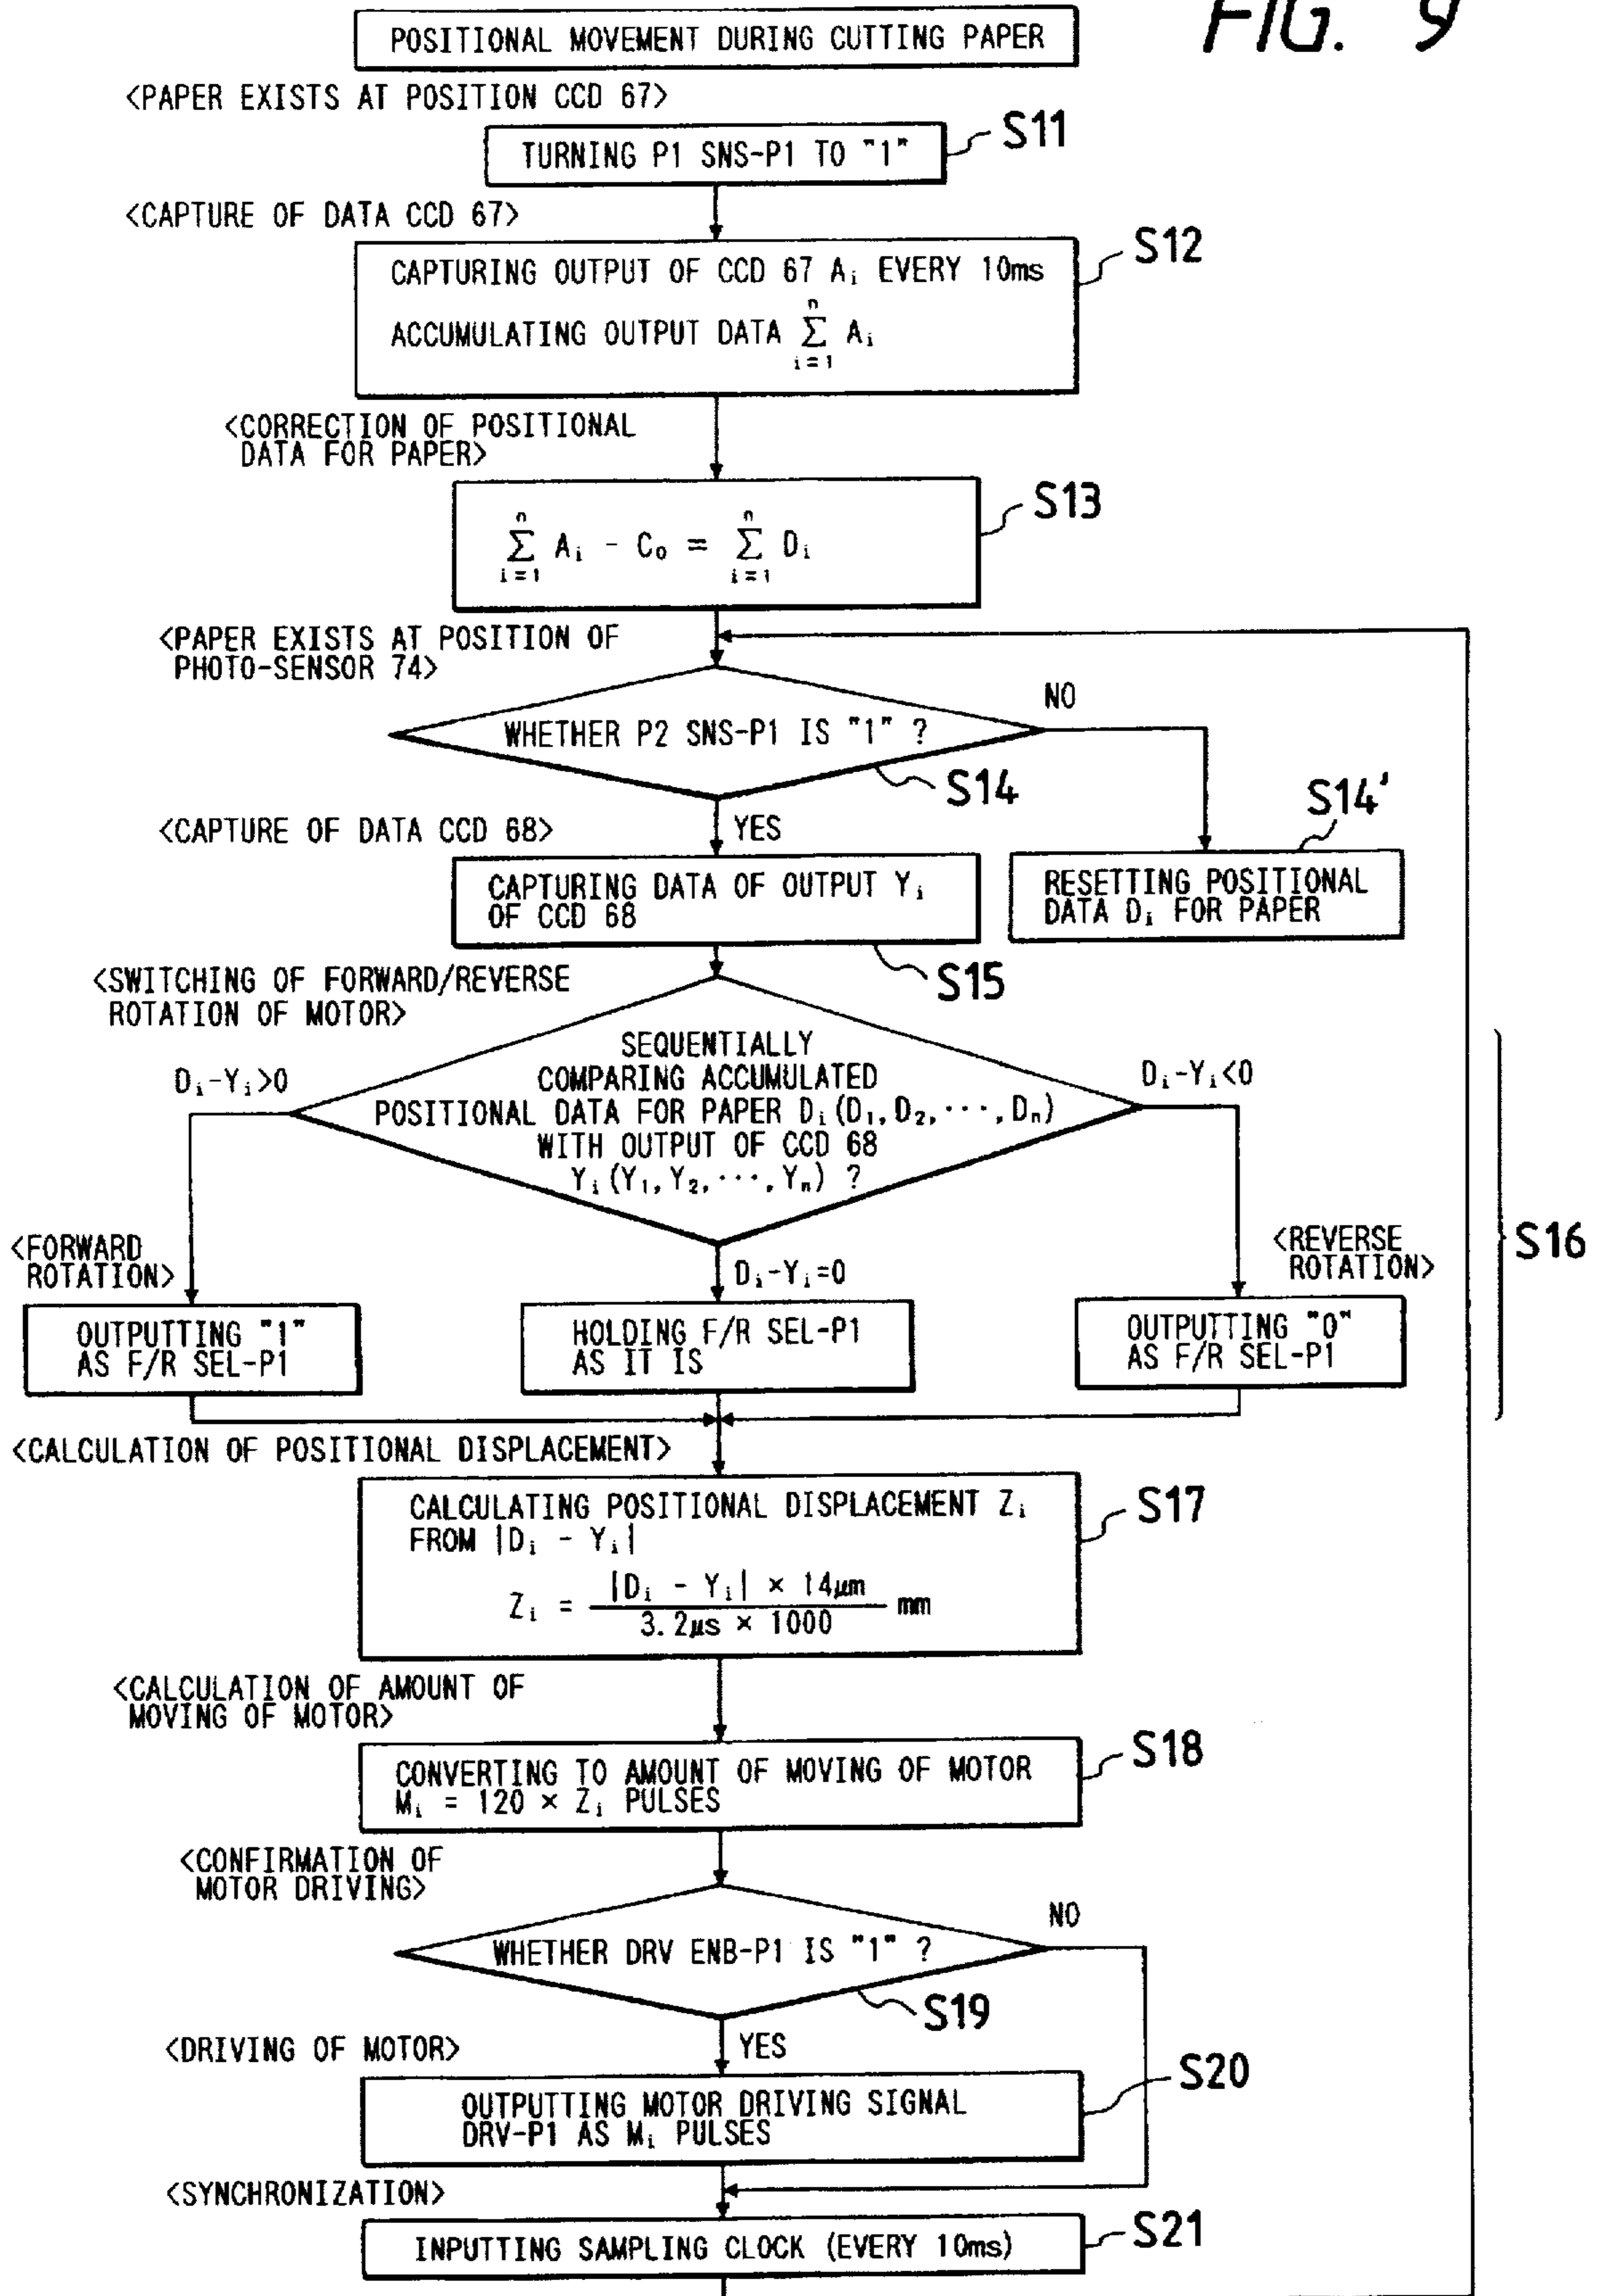 FIG. 9
POSITIONAL MOVEMENT DURING CUTTING PAPER
<PAPER EXISTS AT POSITION CCD 67>
TURNING P1 SNS-P1 TO "1"
S11
<CAPTURE OF DATA CCD 67>
CAPTURING OUTPUT OF CCD 67 Ai EVERY 10ms
ACCUMULATING OUTPUT DATA n Σ i=1 Ai
S12
<CORRECTION OF POSITIONAL
DATA FOR PAPER>
n Σ i=1 Ai - C0 = n Σ i=1 Di
S13
<PAPER EXISTS AT POSITION OF
PHOTO-SENSOR 74>
WHETHER P2 SNS-P1 IS "1" ?
NO
S14
S14'
RESETTING POSITIONAL
DATA Di FOR PAPER
YES
<CAPTURE OF DATA CCD 68>
CAPTURING DATA OF OUTPUT Yi
OF CCD 68
S15
<SWITCHING OF FORWARD/REVERSE
ROTATION OF MOTOR>
SEQUENTIALLY
COMPARING ACCUMULATED
POSITIONAL DATA FOR PAPER Di(D1,D2,···,Dn)
WITH OUTPUT OF CCD 68
Yi(Y1,Y2,···,Yn) ?
Di-Yi>0
Di-Yi<0
Di-Yi=0
<FORWARD
ROTATION>
<REVERSE
ROTATION>
S16
OUTPUTTING "1"
AS F/R SEL-P1
HOLDING F/R SEL-P1
AS IT IS
OUTPUTTING "0"
AS F/R SEL-P1
<CALCULATION OF POSITIONAL DISPLACEMENT>
CALCULATING POSITIONAL DISPLACEMENT Zi
FROM |Di - Yi|
Zi = |Di - Yi| × 14μm / 3.2μs × 1000 mm
S17
<CALCULATION OF AMOUNT OF
MOVING OF MOTOR>
CONVERTING TO AMOUNT OF MOVING OF MOTOR
Mi = 120 × Zi PULSES
S18
<CONFIRMATION OF
MOTOR DRIVING>
WHETHER DRV ENB-P1 IS "1" ?
NO
S19
YES
<DRIVING OF MOTOR>
OUTPUTTING MOTOR DRIVING SIGNAL
DRV-P1 AS Mi PULSES
S20
<SYNCHRONIZATION>
INPUTTING SAMPLING CLOCK (EVERY 10ms)
S21